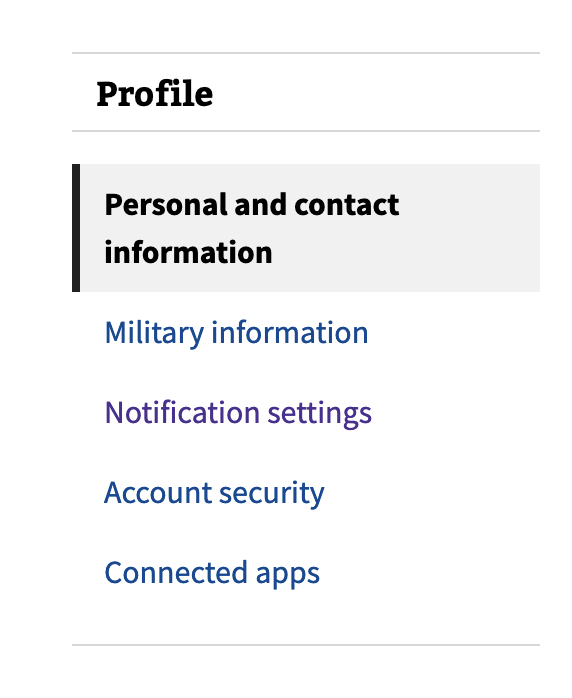 Profile
Personal and contact
information
Military information
Notification settings
Account security
Connected apps